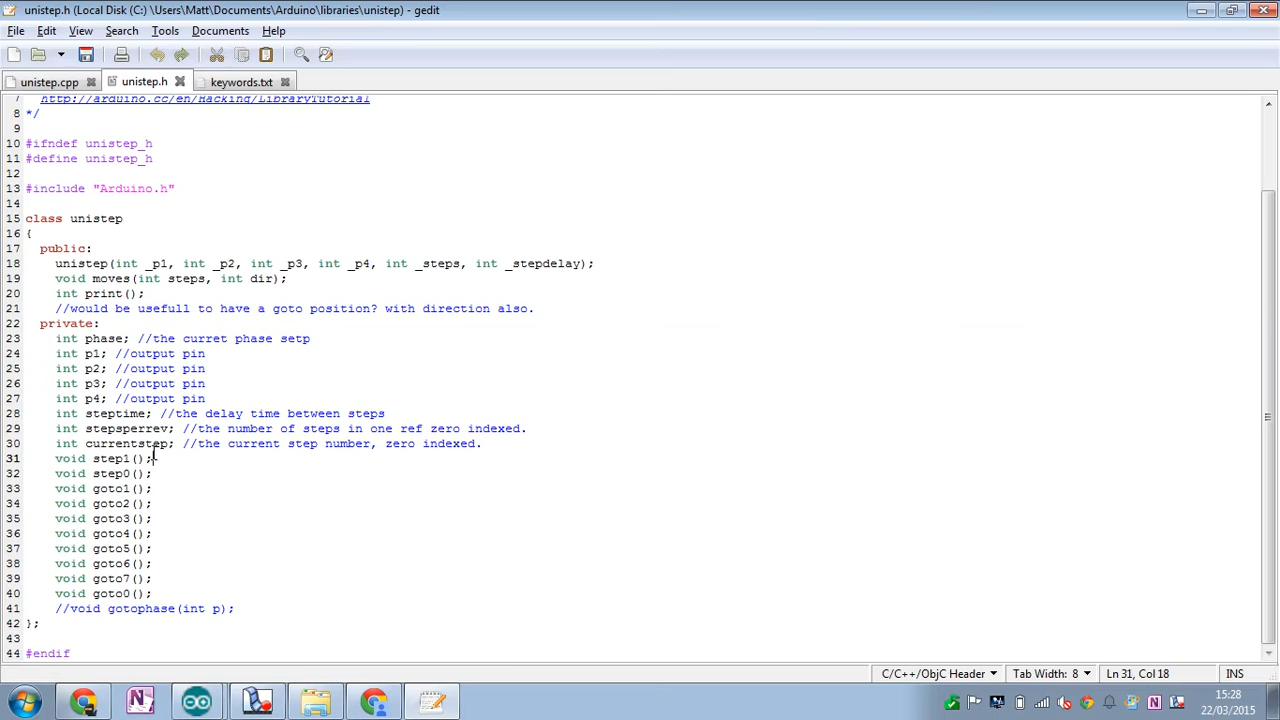 unistep.h (Local Disk (C:) \Users\Matt\Documents\Arduino\libraries\unistep) - gedit
File Edit View Search Tools Documents Help
unistep.cpp unistep.h keywords.txt
7 http://arduino.cc/en/Hacking/LibraryTutorial
8 */
9
10 #ifndef unistep_h
11 #define unistep_h
12
13 #include "Arduino.h"
14
15 class unistep
16 {
17 public:
18 unistep(int _p1, int _p2, int _p3, int _p4, int _steps, int _stepdelay);
19 void moves(int steps, int dir);
20 int print();
21 //would be usefull to have a goto position? with direction also.
22 private:
23 int phase; //the curret phase setp
24 int p1; //output pin
25 int p2; //output pin
26 int p3; //output pin
27 int p4; //output pin
28 int steptime; //the delay time between steps
29 int stepsperrev; //the number of steps in one ref zero indexed.
30 int currentstep; //the current step number, zero indexed.
31 void step1();
32 void step0();
33 void goto1();
34 void goto2();
35 void goto3();
36 void goto4();
37 void goto5();
38 void goto6();
39 void goto7();
40 void goto0();
41 //void gotophase(int p);
42 };
43
44 #endif
C/C++/ObjC Header Tab Width: 8 Ln 31, Col 18 INS
15:28
22/03/2015